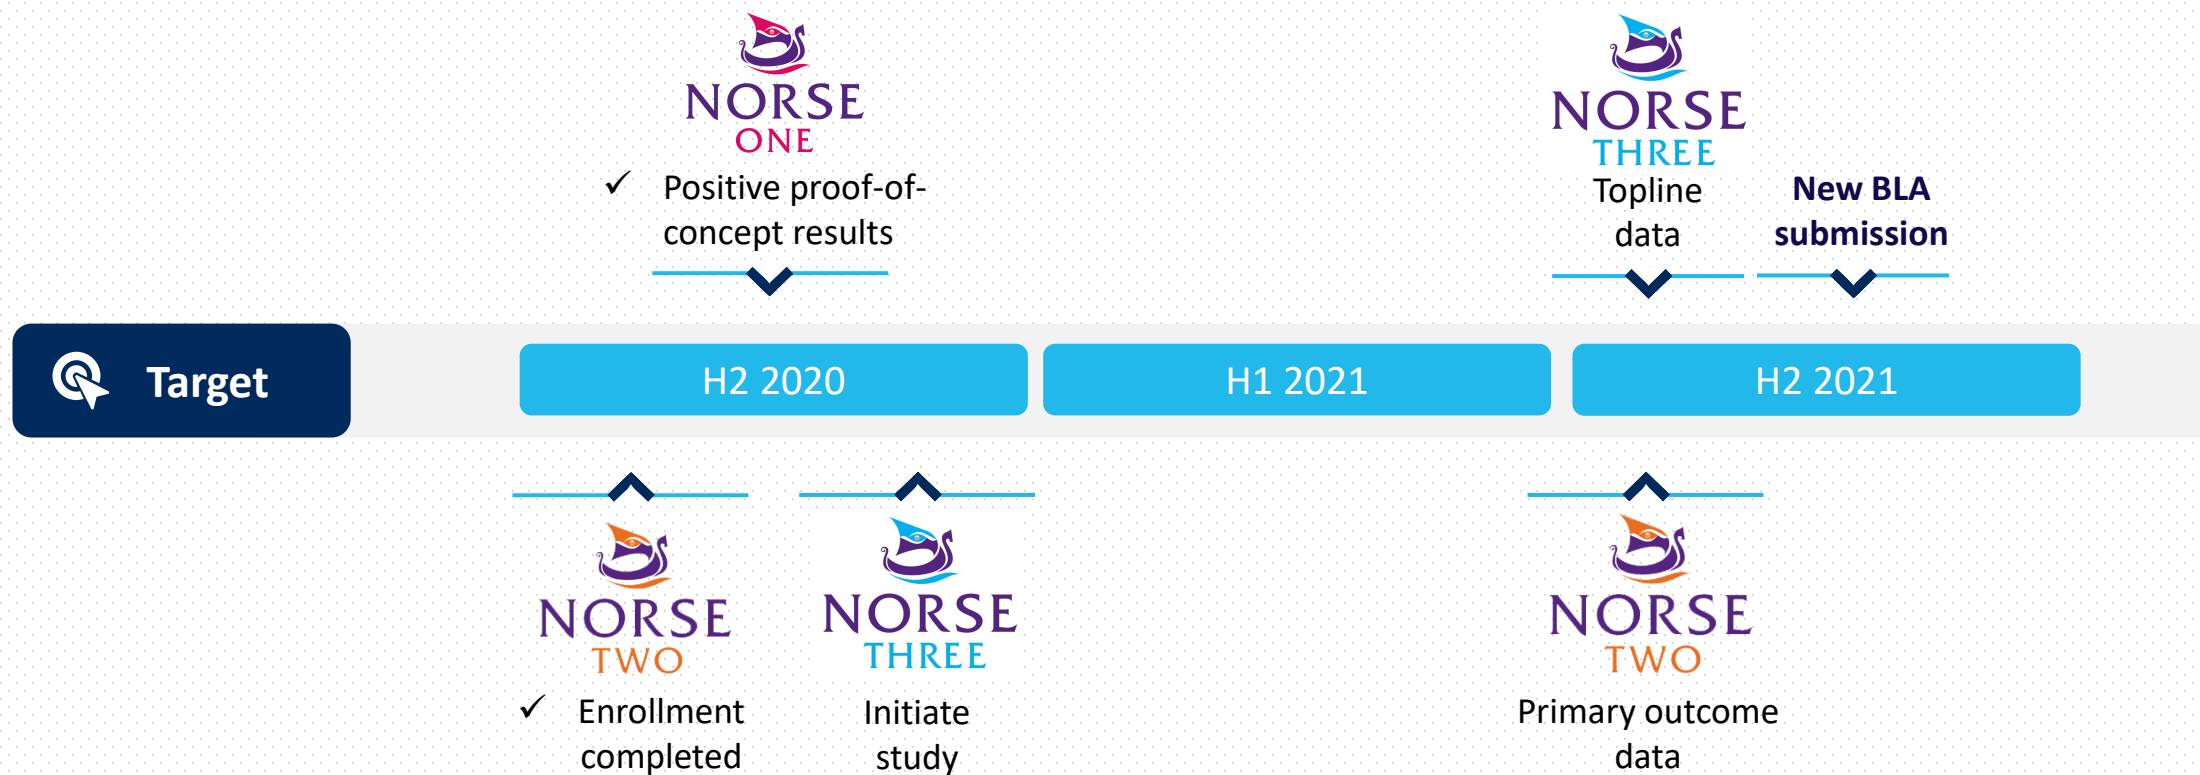 NORSE
ONE
✓ Positive proof-of-
concept results
NORSE
THREE
Topline
data
New BLA
submission
Target
H2 2020
H1 2021
H2 2021
NORSE
TWO
✓ Enrollment
completed
NORSE
THREE
Initiate
study
NORSE
TWO
Primary outcome
data